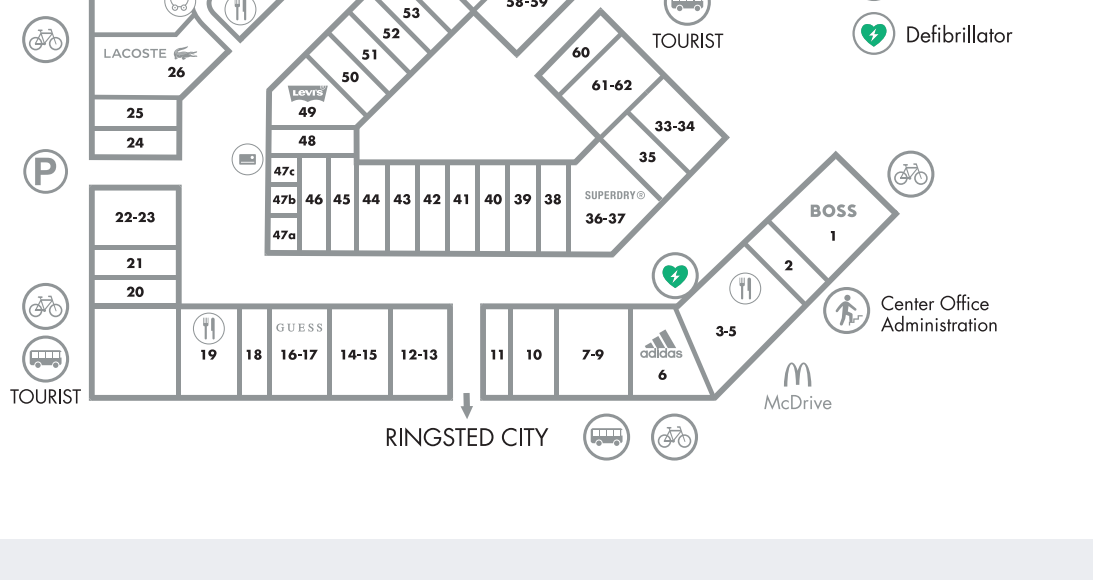 58-59
53
52
51
50
LEVI'S®
49
48
47c
47b
47a
46
45
44
43
42
41
40
39
38
SUPERDRY®
36-37
35
33-34
61-62
60
TOURIST
Defibrillator
LACOSTE
26
25
24
P
22-23
21
20
TOURIST
19
18
GUESS
16-17
14-15
12-13
11
10
7-9
adidas
6
3-5
2
BOSS
1
Center Office
Administration
McDrive
RINGSTED CITY